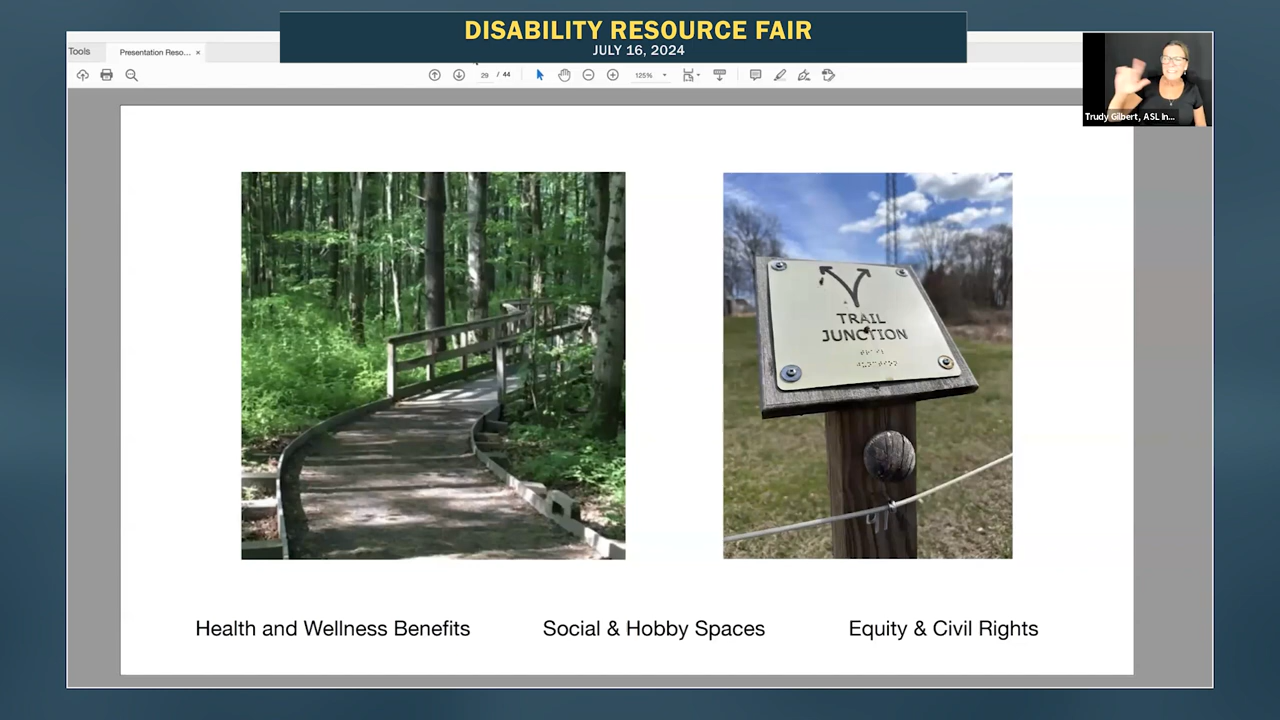 DISABILITY RESOURCE FAIR
JULY 16, 2024
Tools
Presentation Reso... ×
29 / 44
125%
Trudy Gilbert, ASL In...
TRAIL
JUNCTION
41
Health and Wellness Benefits
Social & Hobby Spaces
Equity & Civil Rights